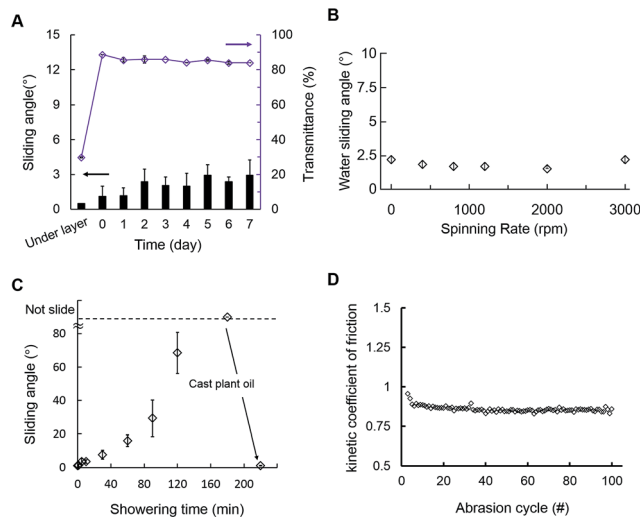 A
Sliding angle(°)
15
12
9
6
3
0
100
80
60
40
20
0
Transmittance (%)
Under layer 0 1 2 3 4 5 6 7
Time (day)
B
Water sliding angle (°)
10
7.5
5
2.5
0
0 1000 2000 3000
Spinning Rate (rpm)
C
Not slide
Sliding angle (°)
80
60
40
20
0
Cast plant oil
0 40 80 120 160 200
Showering time (min)
D
kinetic coefficient of friction
1.5
1.25
1
0.75
0.5
0 20 40 60 80 100
Abrasion cycle (#)